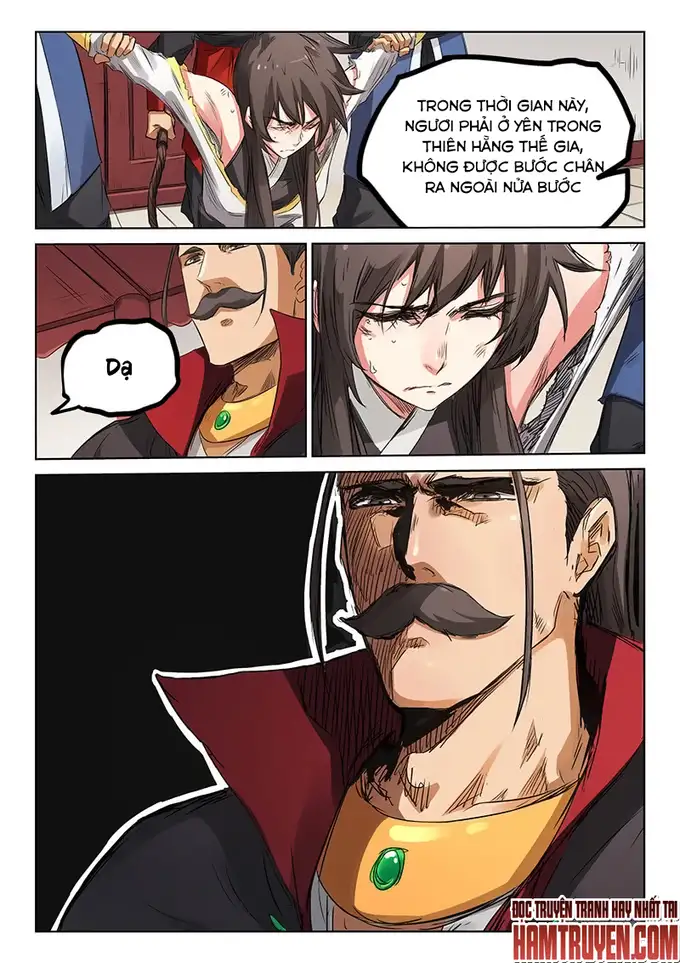 TRONG THỜI GIAN NÀY,
NGƯƠI PHẢI Ở YÊN TRONG
THIÊN HẰNG THẾ GIA,
KHÔNG ĐƯỢC BƯỚC CHÂN
RA NGOÀI NỬA BƯỚC
DẠ
ĐỌC TRUYỆN TRANH HAY NHẤT TẠI
HAMTRUYEN.COM